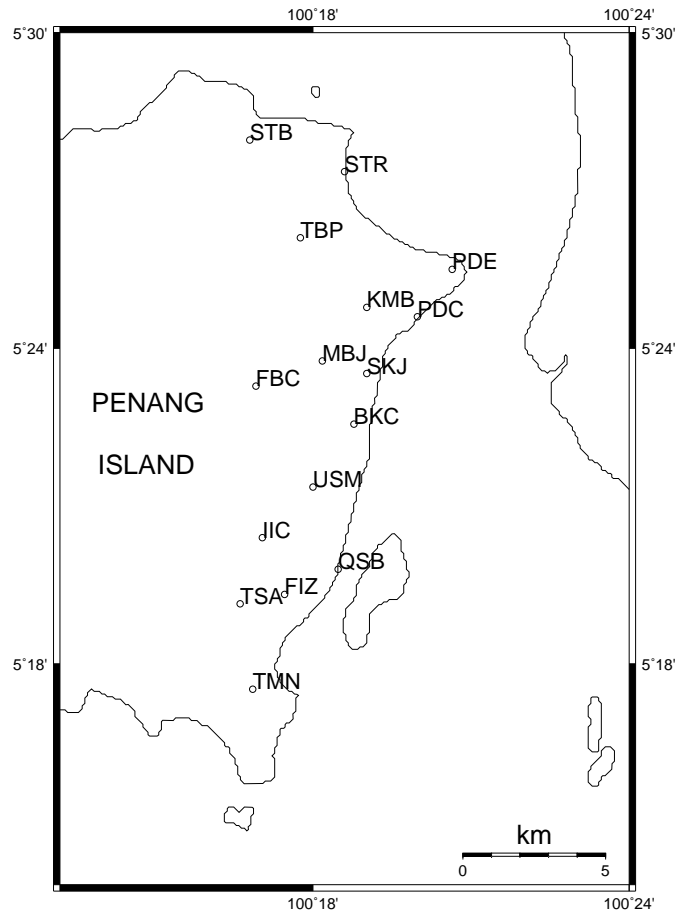 100˚18'
100˚24'
5˚30'
5˚30'
STB
STR
TBP
PDE
KMB
PDC
5˚24'
5˚24'
MBJ
SKJ
FBC
PENANG
BKC
ISLAND
USM
IIC
QSB
FIZ
TSA
5˚18'
5˚18'
TMN
km
0
5
100˚18'
100˚24'